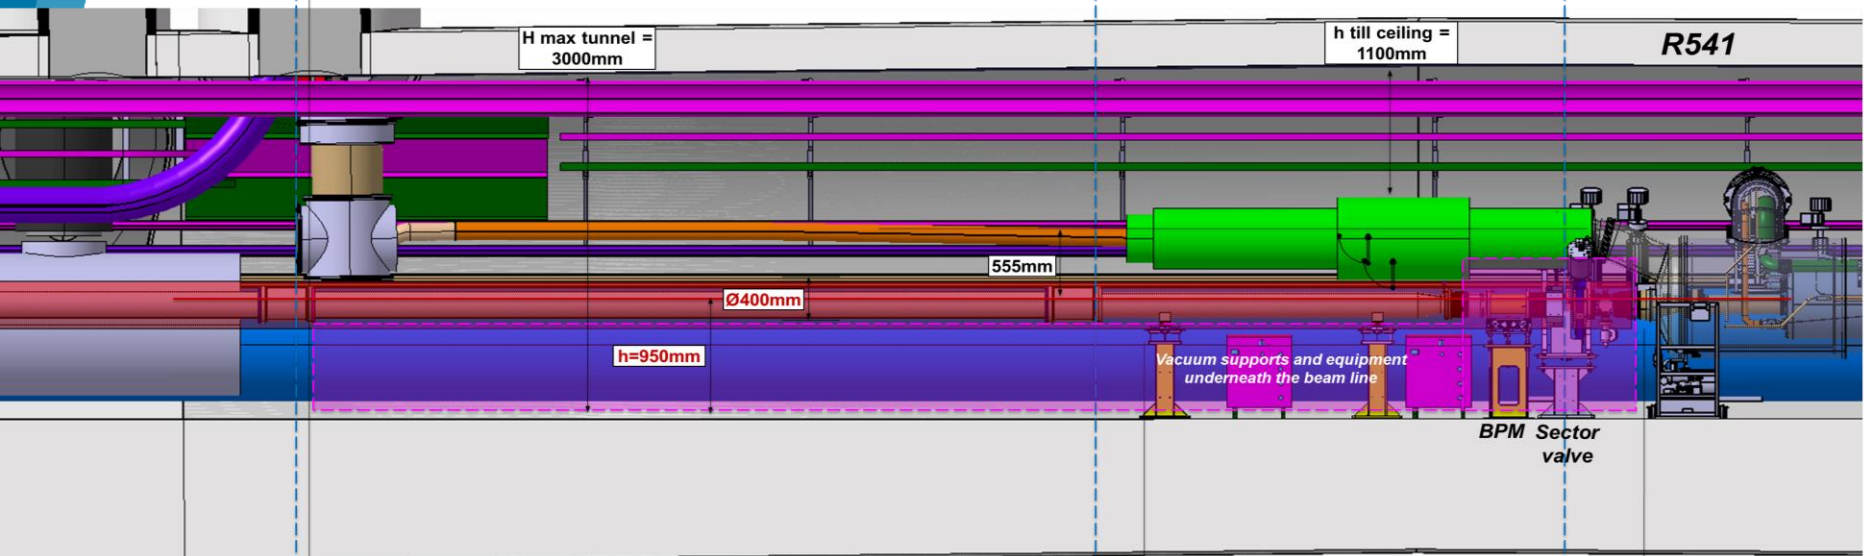 H max tunnel =
3000mm
h till ceiling =
1100mm
R541
555mm
Ø400mm
h=950mm
Vacuum supports and equipment
underneath the beam line
BPM
Sector
valve